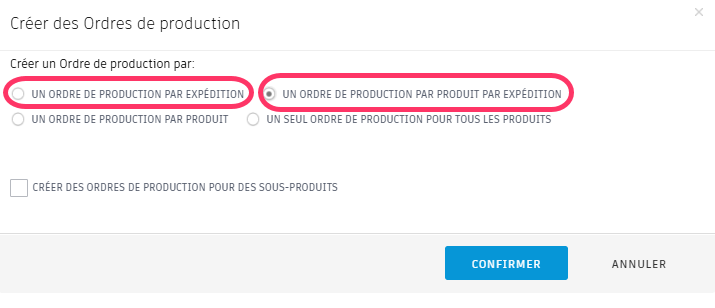 Créer des Ordres de production
Créer un Ordre de production par:
UN ORDRE DE PRODUCTION PAR EXPÉDITION
UN ORDRE DE PRODUCTION PAR PRODUIT PAR EXPÉDITION
UN ORDRE DE PRODUCTION PAR PRODUIT
UN SEUL ORDRE DE PRODUCTION POUR TOUS LES PRODUITS
CRÉER DES ORDRES DE PRODUCTION POUR DES SOUS-PRODUITS
CONFIRMER
ANNULER